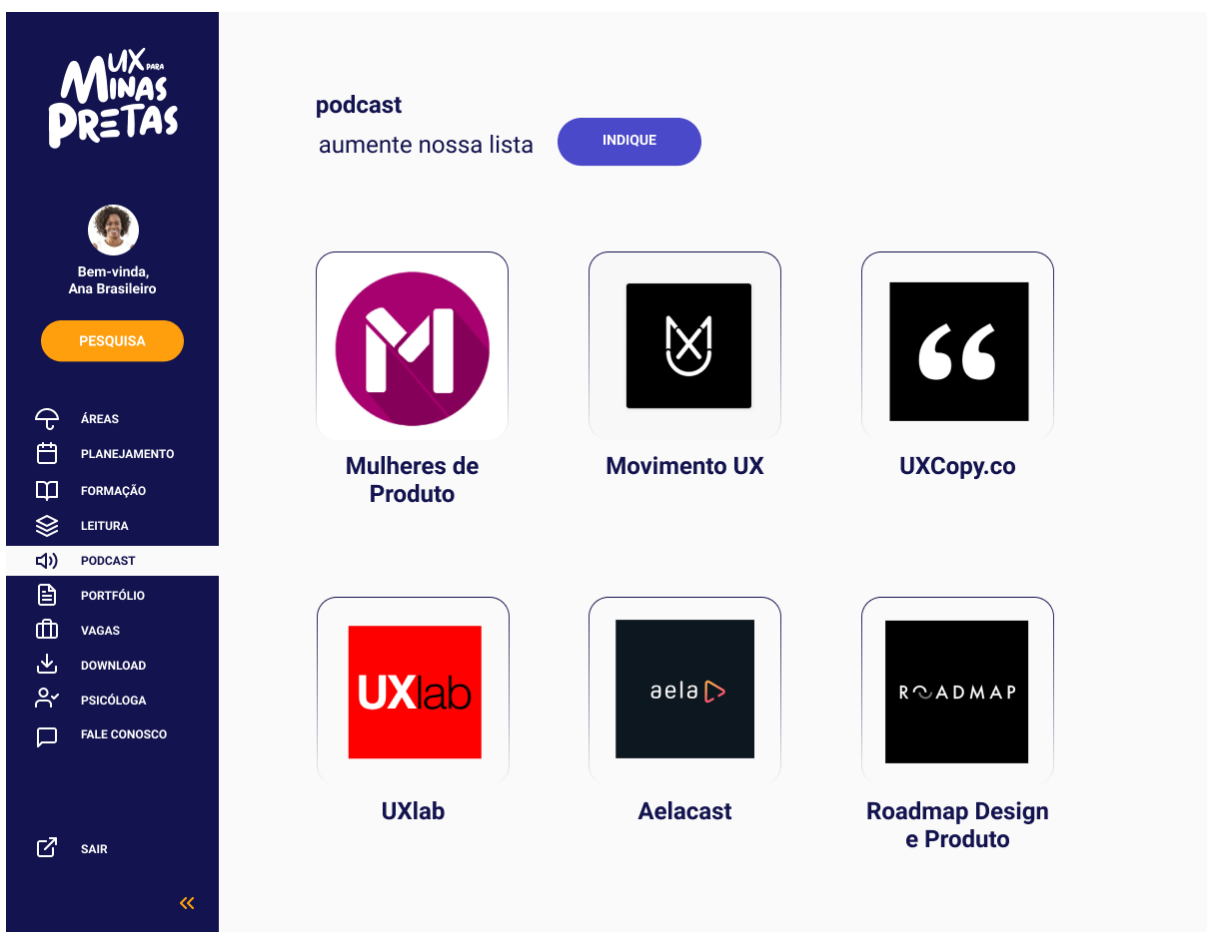 UX PARA
MINAS
PRETAS
Bem-vinda,
Ana Brasileiro
PESQUISA
ÁREAS
PLANEJAMENTO
FORMAÇÃO
LEITURA
PODCAST
PORTFÓLIO
VAGAS
DOWNLOAD
PSICÓLOGA
FALE CONOSCO
SAIR
podcast
aumente nossa lista
INDIQUE
M
Mulheres de
Produto
Movimento UX
UXCopy.co
UXlab
UXlab
aela
Aelacast
ROADMAP
Roadmap Design
e Produto